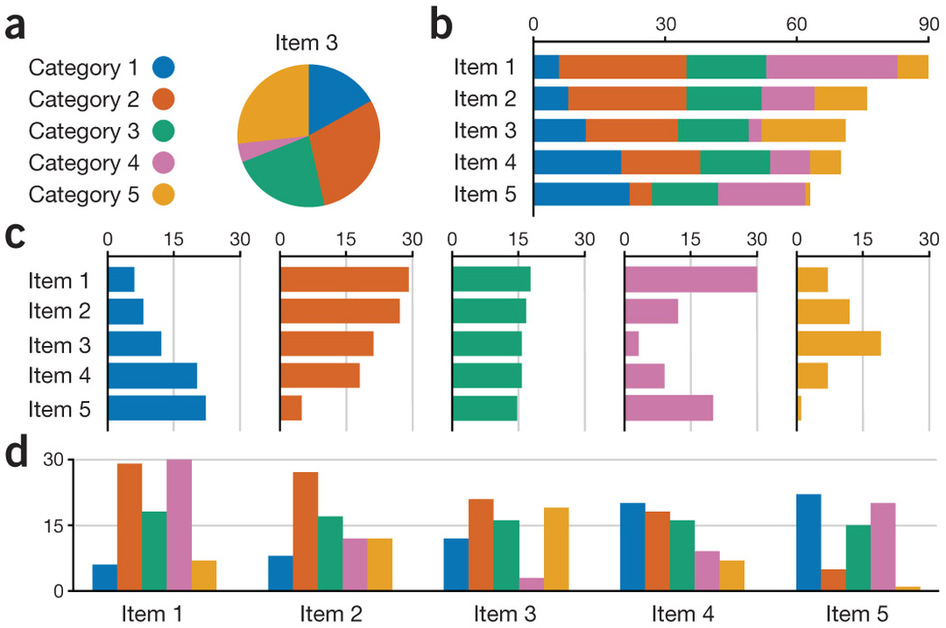 a
Item 3
Category 1
Category 2
Category 3
Category 4
Category 5
b
0 30 60 90
Item 1
Item 2
Item 3
Item 4
Item 5
c
0 15 30 0 15 30 0 15 30 0 15 30 0 15 30
Item 1
Item 2
Item 3
Item 4
Item 5
d
30
15
0
Item 1 Item 2 Item 3 Item 4 Item 5